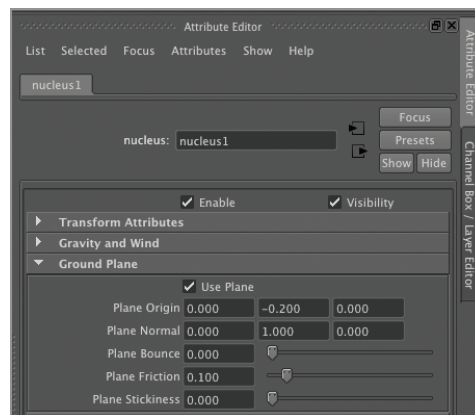 Attribute Editor
List Selected Focus Attributes Show Help
nucleus1
Focus
nucleus: nucleus1
Presets
Show Hide
Enable Visibility
Transform Attributes
Gravity and Wind
Ground Plane
Use Plane
Plane Origin 0.000 -0.200 0.000
Plane Normal 0.000 1.000 0.000
Plane Bounce 0.000
Plane Friction 0.100
Plane Stickiness 0.000
Attribute Editor
Channel Box / Layer Editor